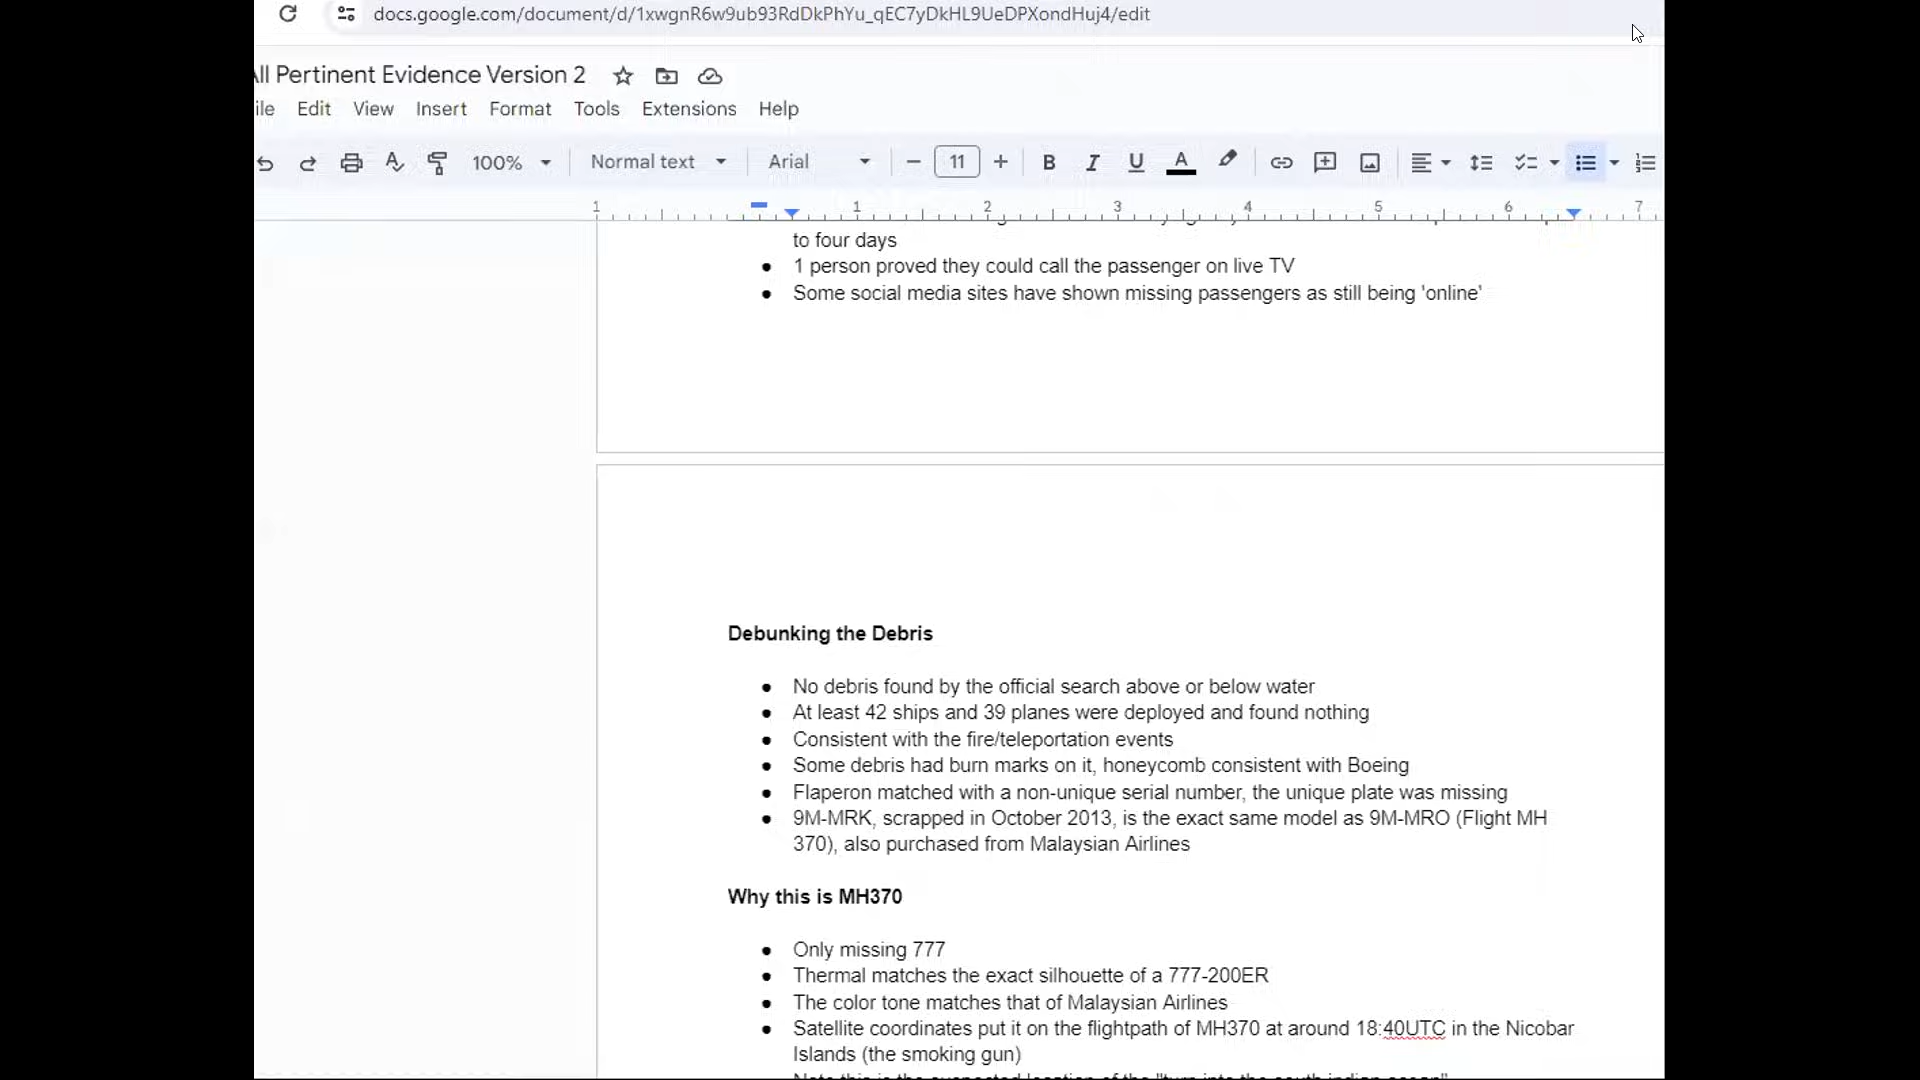 docs.google.com/document/d/1xwgnR6w9ub93RdDkPhYu_qEC7yDkHL9UeDPXondHuj4/edit
ll Pertinent Evidence Version 2
ile Edit View Insert Format Tools Extensions Help
100% Normal text Arial 11
1 1 2 3 4 5 6 7
to four days
● 1 person proved they could call the passenger on live TV
● Some social media sites have shown missing passengers as still being 'online'
Debunking the Debris
● No debris found by the official search above or below water
● At least 42 ships and 39 planes were deployed and found nothing
● Consistent with the fire/teleportation events
● Some debris had burn marks on it, honeycomb consistent with Boeing
● Flaperon matched with a non-unique serial number, the unique plate was missing
● 9M-MRK, scrapped in October 2013, is the exact same model as 9M-MRO (Flight MH
370), also purchased from Malaysian Airlines
Why this is MH370
● Only missing 777
● Thermal matches the exact silhouette of a 777-200ER
● The color tone matches that of Malaysian Airlines
● Satellite coordinates put it on the flightpath of MH370 at around 18:40UTC in the Nicobar
Islands (the smoking gun)